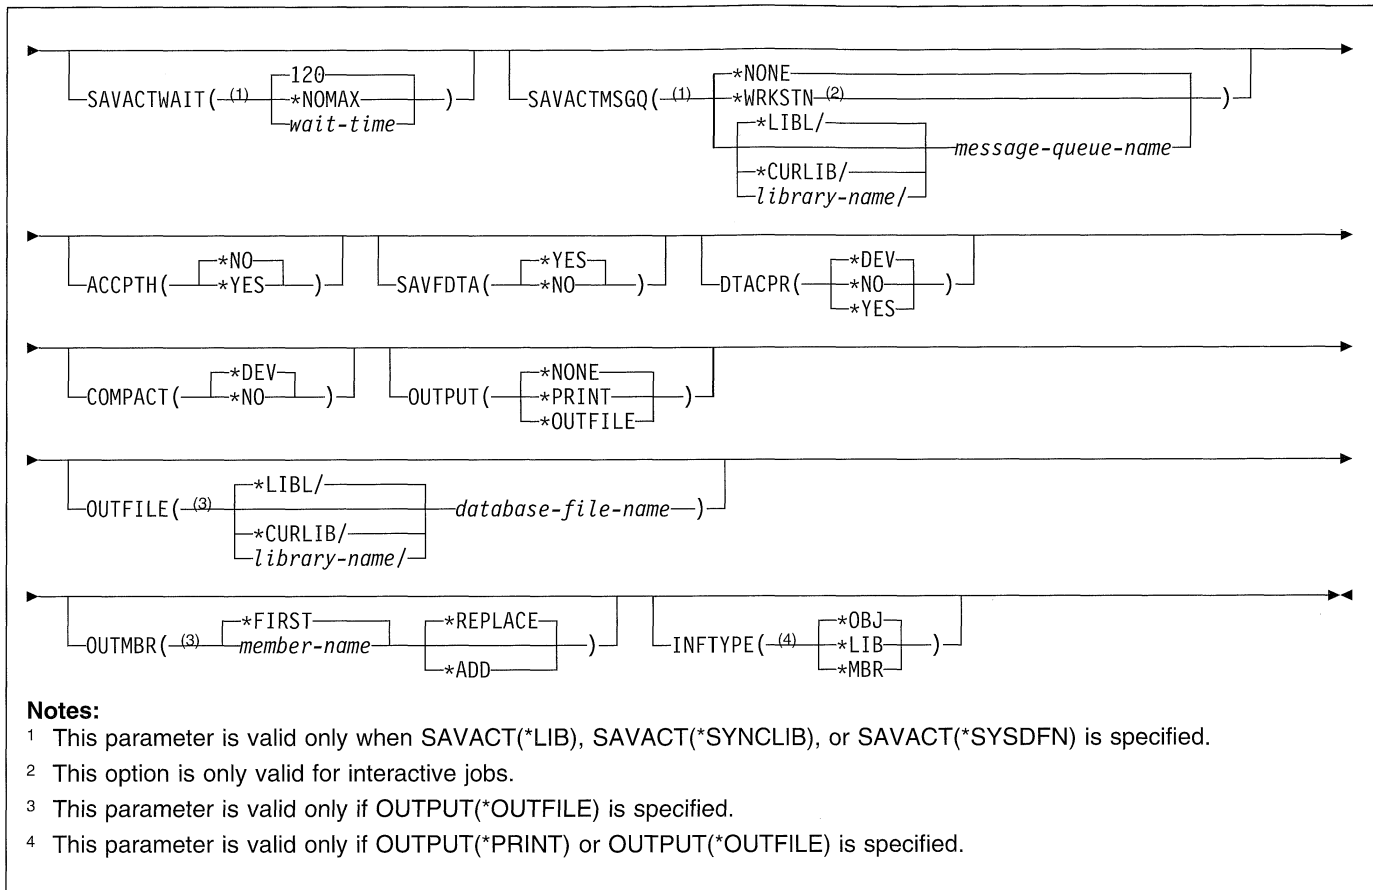 120
*NONE
SAVACTWAIT( (1) *NOMAX ) SAVACTMSGQ( (1) *WRKSTN (2) )
wait-time
*LIBL/
message-queue-name
*CURLIB/
library-name/
*NO *YES *DEV
ACCPTH( *YES ) SAVFDTA( *NO ) DTACPR( *NO )
*YES
*DEV *NONE
COMPACT( *NO ) OUTPUT( *PRINT )
*OUTFILE
*LIBL/
OUTFILE( (3) database-file-name )
*CURLIB/
library-name/
*FIRST *REPLACE *OBJ
OUTMBR( (3) member-name ) INFTYPE( (4) *LIB )
*ADD *MBR
Notes:
1 This parameter is valid only when SAVACT(*LIB), SAVACT(*SYNCLIB), or SAVACT(*SYSDFN) is specified.
2 This option is only valid for interactive jobs.
3 This parameter is valid only if OUTPUT(*OUTFILE) is specified.
4 This parameter is valid only if OUTPUT(*PRINT) or OUTPUT(*OUTFILE) is specified.